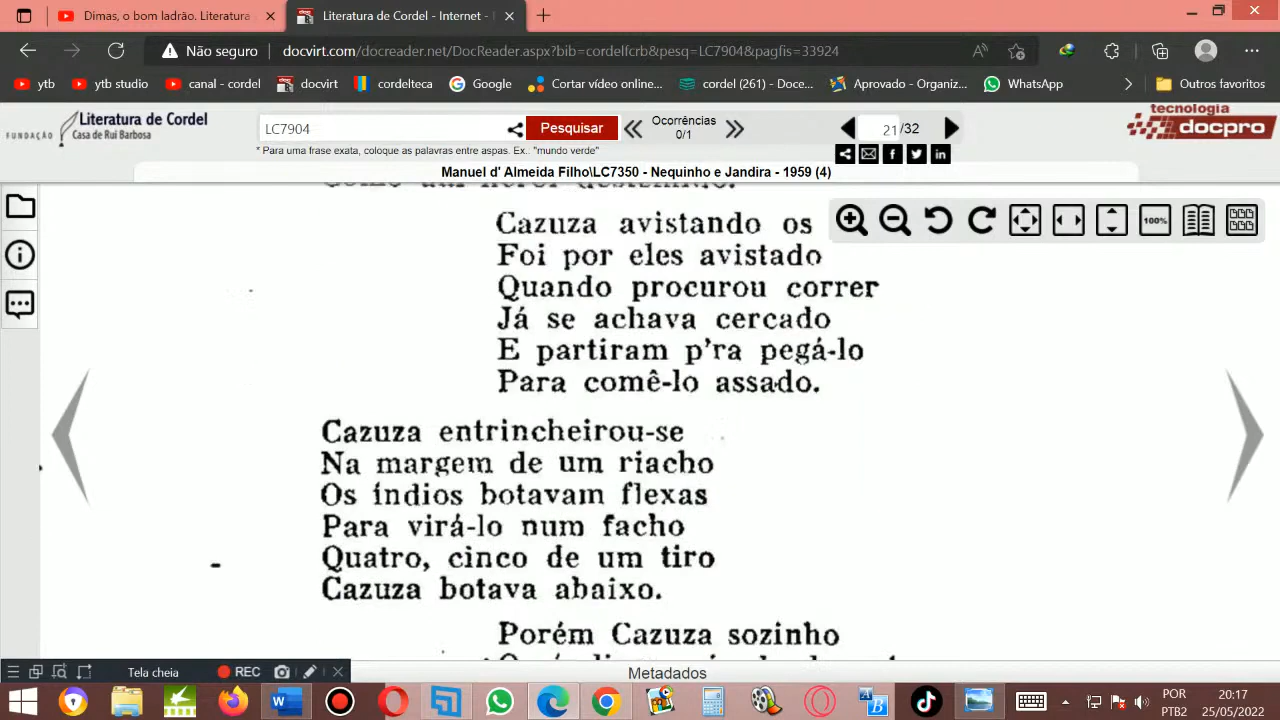 Dimas, o bom ladrão. Literatura
Literatura de Cordel - Internet -
Não seguro
docvirt.com/docreader.net/DocReader.aspx?bib=cordelfcrb&pesq=LC7904&pagfis=33924
ytb
ytb studio
canal - cordel
docvirt
cordelteca
Google
Cortar vídeo online...
cordel (261) - Doce...
Aprovado - Organiz...
WhatsApp
Outros favoritos
FUNDAÇÃO
Literatura de Cordel
Casa de Rui Barbosa
LC7904
Pesquisar
Ocorrências
0/1
21 /32
* Para uma frase exata, coloque as palavras entre aspas. Ex.: "mundo verde"
tecnologia
docpro
Manuel d' Almeida Filho\LC7350 - Nequinho e Jandira - 1959 (4)
100%
Cazuza avistando os
Foi por eles avistado
Quando procurou correr
Já se achava cercado
E partiram p'ra pegá-lo
Para comê-lo assado.
Cazuza entrincheirou-se
Na margem de um riacho
Os índios botavam flexas
Para virá-lo num facho
Quatro, cinco de um tiro
Cazuza botava abaixo.
Porém Cazuza sozinho
Tela cheia
REC
Metadados
POR
PTB2
20:17
25/05/2022